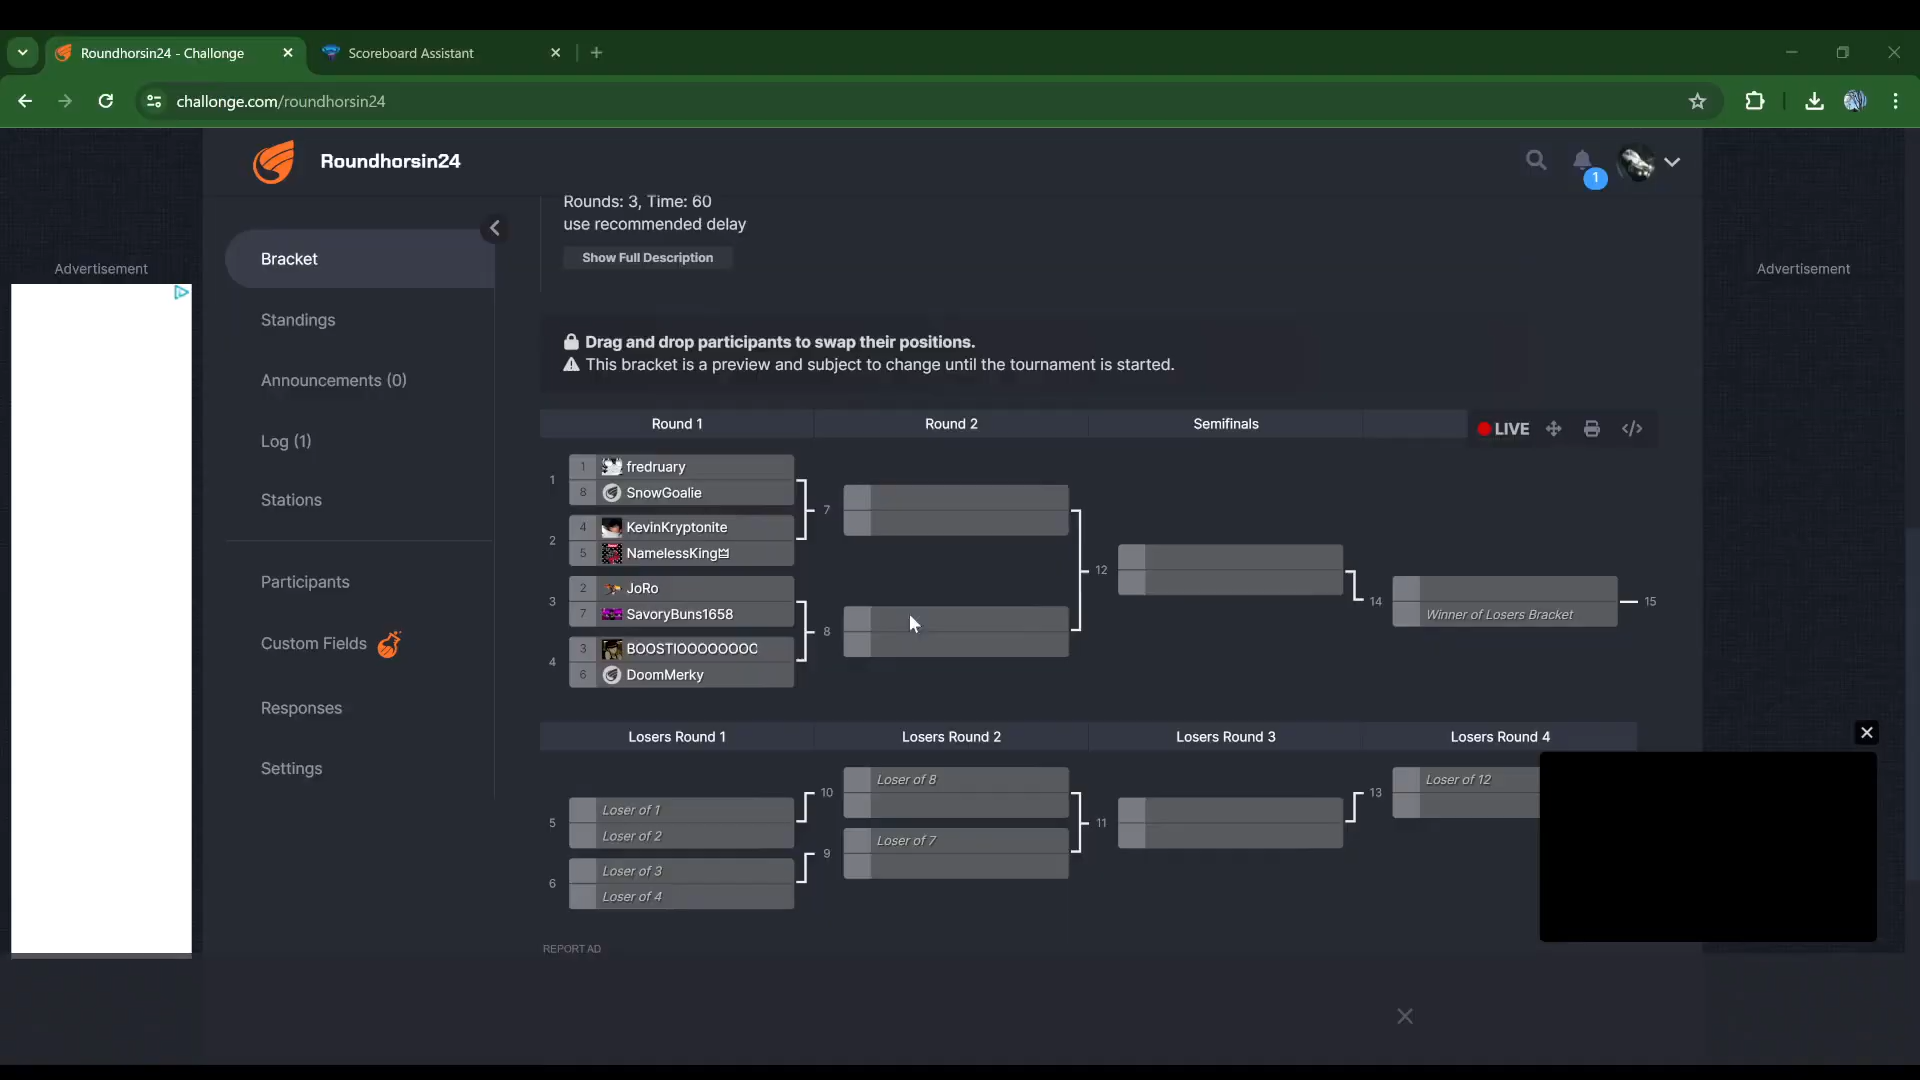 Roundhorsin24 - Challonge
Scoreboard Assistant
challonge.com/roundhorsin24
Roundhorsin24
1
Rounds: 3, Time: 60
use recommended delay
Show Full Description
Bracket
Standings
Announcements (0)
Log (1)
Stations
Participants
Custom Fields
Responses
Settings
Advertisement
Advertisement
Drag and drop participants to swap their positions.
This bracket is a preview and subject to change until the tournament is started.
Round 1
Round 2
Semifinals
LIVE
1
1 fredruary
8 SnowGoalie
2
4 KevinKryptonite
5 NamelessKing
3
2 JoRo
7 SavoryBuns1658
4
3 BOOSTIOOOOOOOC
6 DoomMerky
7
8
12
14
Winner of Losers Bracket
15
Losers Round 1
Losers Round 2
Losers Round 3
Losers Round 4
5
Loser of 1
Loser of 2
6
Loser of 3
Loser of 4
10
Loser of 8
9
Loser of 7
11
13
Loser of 12
REPORT AD